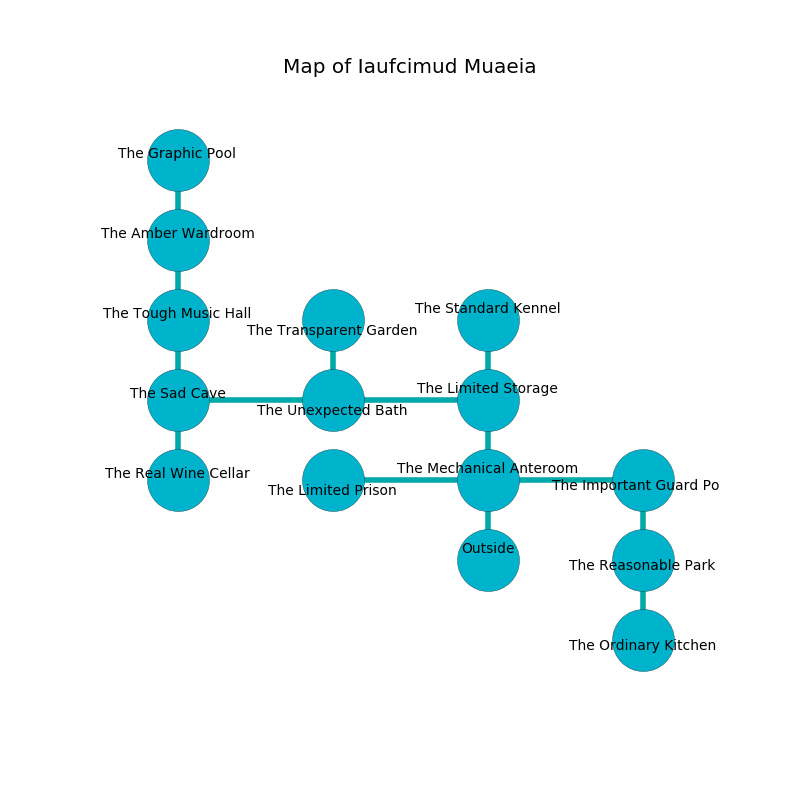 Map of Iaufcimud Muaeia
The Graphic Pool
The Amber Wardroom
The Tough Music Hall
The Transparent Garden
The Standard Kennel
The Sad Cave
The Unexpected Bath
The Limited Storage
The Real Wine Cellar
The Limited Prison
The Mechanical Anteroom
The Important Guard Po
Outside
The Reasonable Park
The Ordinary Kitchen